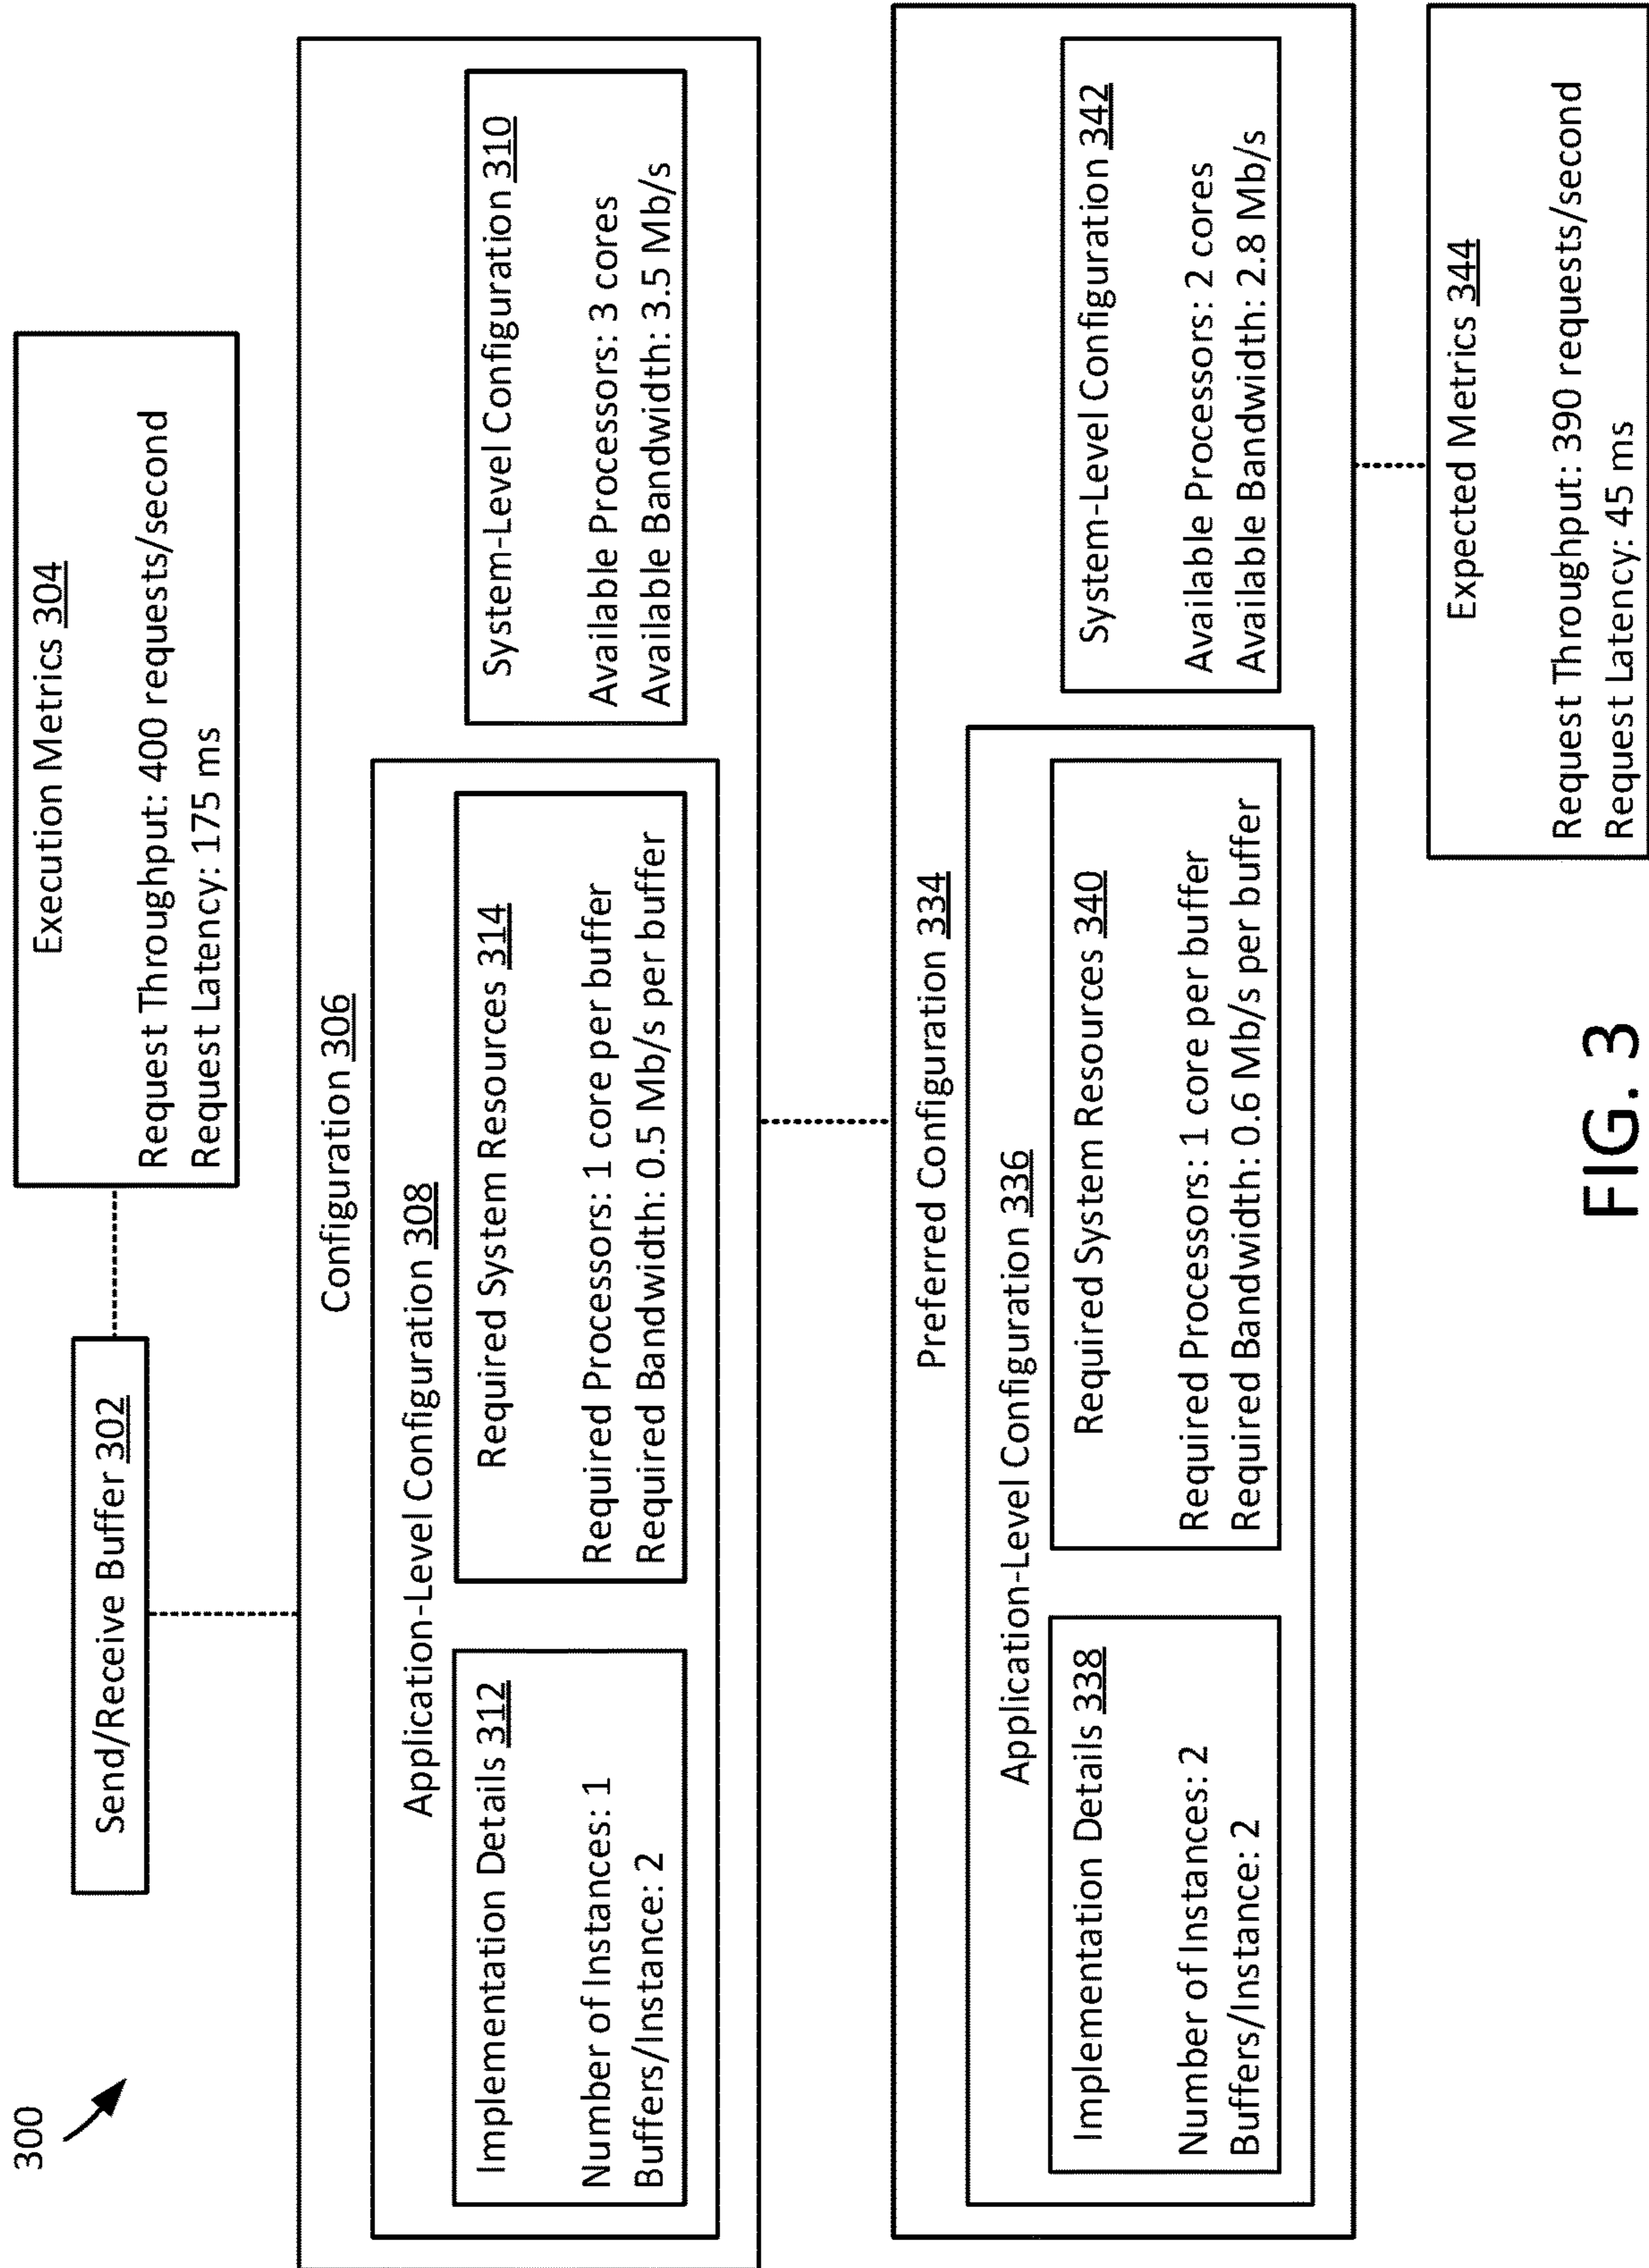 300
Send/Receive Buffer 302
Execution Metrics 304
Request Throughput: 400 requests/second
Request Latency: 175 ms
Configuration 306
Application-Level Configuration 308
Implementation Details 312
Number of Instances: 1
Buffers/Instance: 2
Required System Resources 314
Required Processors: 1 core per buffer
Required Bandwidth: 0.5 Mb/s per buffer
System-Level Configuration 310
Available Processors: 3 cores
Available Bandwidth: 3.5 Mb/s
Preferred Configuration 334
Application-Level Configuration 336
Implementation Details 338
Number of Instances: 2
Buffers/Instance: 2
Required System Resources 340
Required Processors: 1 core per buffer
Required Bandwidth: 0.6 Mb/s per buffer
System-Level Configuration 342
Available Processors: 2 cores
Available Bandwidth: 2.8 Mb/s
Expected Metrics 344
Request Throughput: 390 requests/second
Request Latency: 45 ms
FIG. 3